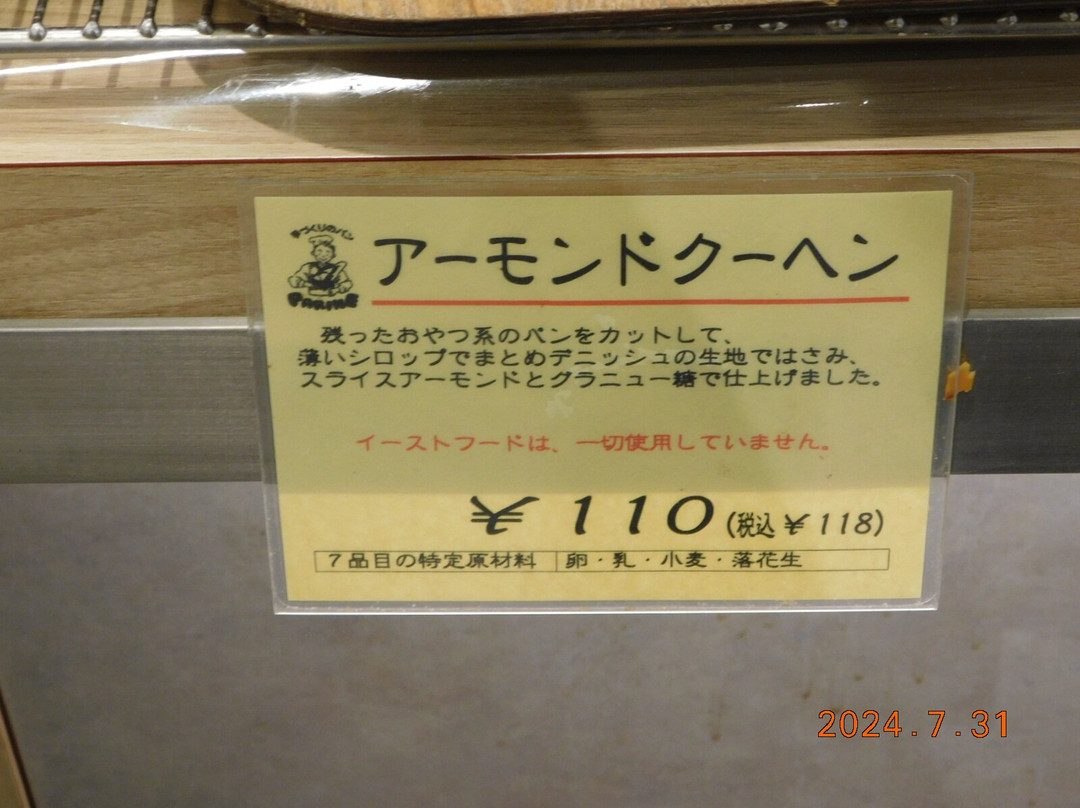 手づくりのパン
アーモンドクーヘン
残ったおやつ系のパンをカットして、
薄いシロップでまとめデニッシュの生地ではさみ、
スライスアーモンドとグラニュー糖で仕上げました。
イーストフードは、一切使用していません。
¥110(税込¥118)
7品目の特定原材料 卵・乳・小麦・落花生
2024.7.31